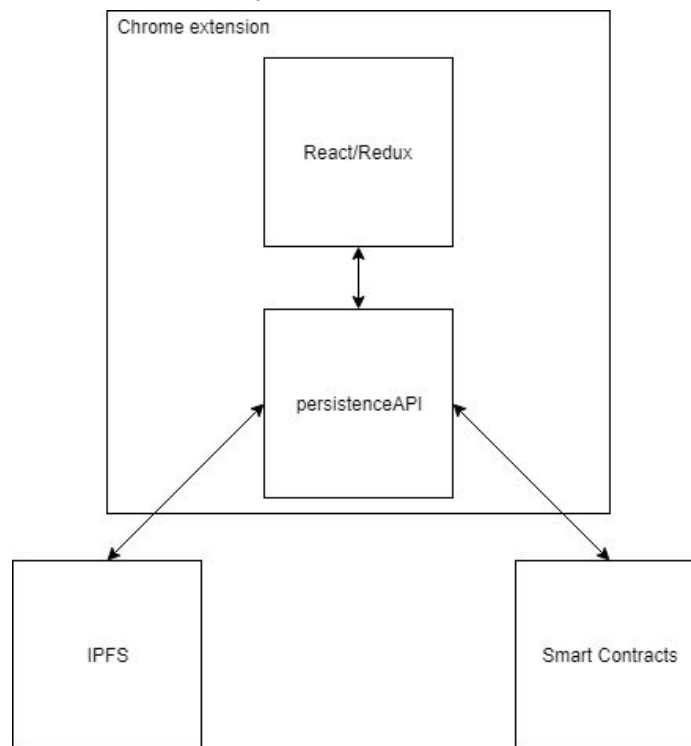 Chrome extension
React/Redux
persistenceAPI
IPFS
Smart Contracts